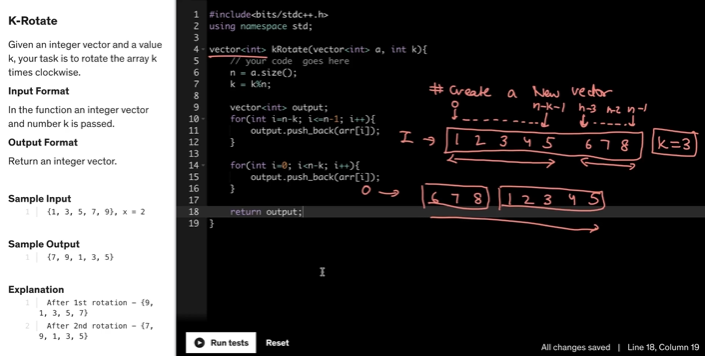 K-Rotate
Given an integer vector and a value
k, your task is to rotate the array k
times clockwise.
Input Format
In the function an integer vector
and number k is passed.
Output Format
Return an integer vector.
Sample Input
1 {1, 3, 5, 7, 9}, x = 2
Sample Output
1 {7, 9, 1, 3, 5}
Explanation
1 After 1st rotation – {9,
1, 3, 5, 7}
2 After 2nd rotation – {7,
9, 1, 3, 5}
1 #include<bits/stdc++.h>
2 using namespace std;
3
4 vector<int> kRotate(vector<int> a, int k){
5 // your code goes here
6 n = a.size();
7 k = k%n;
8
9 vector<int> output;
10 for(int i=n-k; i<=n-1; i++){
11 output.push_back(arr[i]);
12 }
13
14 for(int i=0; i<n-k; i++){
15 output.push_back(arr[i]);
16 }
17
18 return output;
19 }
# Create a New vector
0 n-k-1 n-3 n-2 n-1
I → 1 2 3 4 5 6 7 8 k=3
O → 6 7 8 1 2 3 4 5
Run tests Reset
All changes saved | Line 18, Column 19